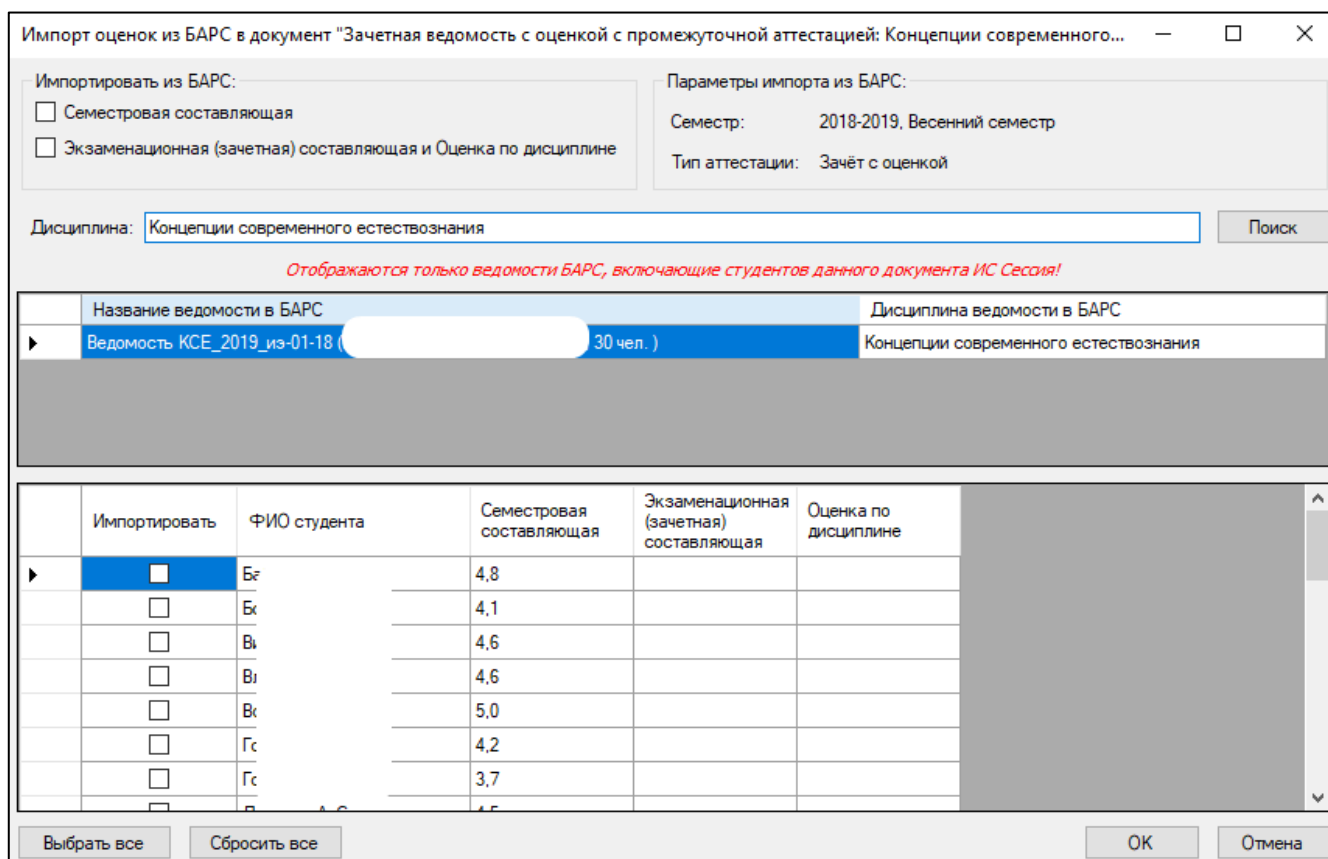 Импорт оценок из БАРС в документ "Зачетная ведомость с оценкой с промежуточной аттестацией: Концепции современного...
Импортировать из БАРС:
Семестровая составляющая
Экзаменационная (зачетная) составляющая и Оценка по дисциплине
Параметры импорта из БАРС:
Семестр: 2018-2019, Весенний семестр
Тип аттестации: Зачёт с оценкой
Дисциплина: Концепции современного естествознания Поиск
Отображаются только ведомости БАРС, включающие студентов данного документа ИС Сессия!
Название ведомости в БАРС Дисциплина ведомости в БАРС
Ведомость КСЕ_2019_иэ-01-18 ( 30 чел. ) Концепции современного естествознания
Импортировать ФИО студента Семестровая составляющая Экзаменационная (зачетная) составляющая Оценка по дисциплине
4,8
4,1
4,6
4,6
5,0
4,2
3,7
Выбрать все Сбросить все ОК Отмена